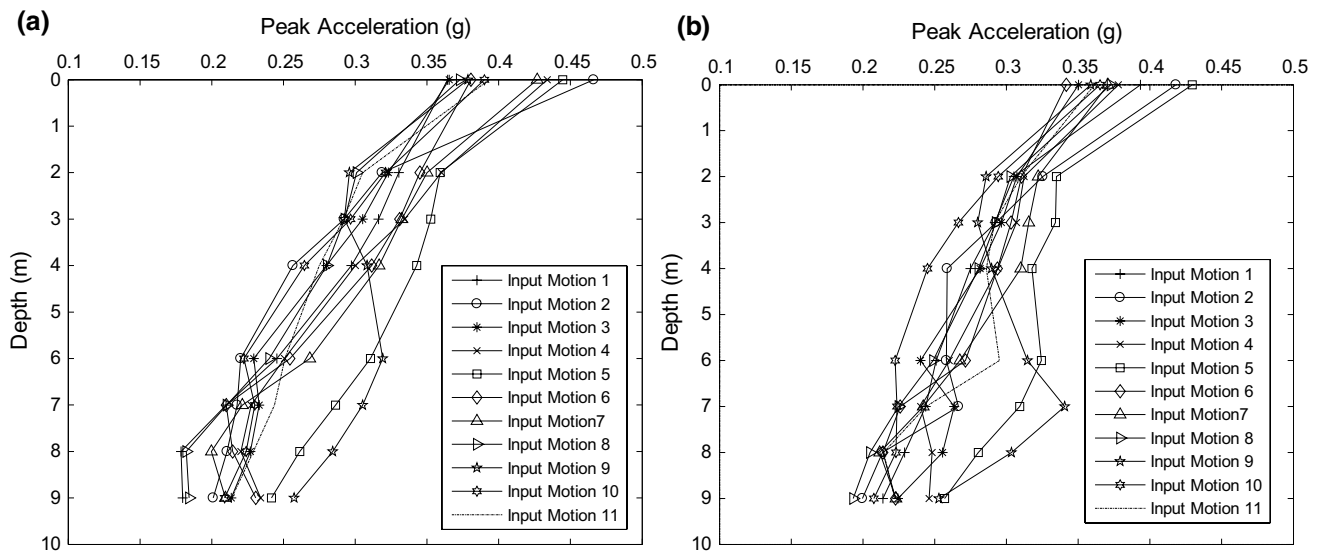 (a)
Peak Acceleration (g)
0.1 0.15 0.2 0.25 0.3 0.35 0.4 0.45 0.5
0
1
2
3
4
5
6
7
8
9
10
Depth (m)
Input Motion 1
Input Motion 2
Input Motion 3
Input Motion 4
Input Motion 5
Input Motion 6
Input Motion7
Input Motion 8
Input Motion 9
Input Motion 10
Input Motion 11
(b)
Peak Acceleration (g)
0.1 0.15 0.2 0.25 0.3 0.35 0.4 0.45 0.5
0
1
2
3
4
5
6
7
8
9
10
Depth (m)
Input Motion 1
Input Motion 2
Input Motion 3
Input Motion 4
Input Motion 5
Input Motion 6
Input Motion7
Input Motion 8
Input Motion 9
Input Motion 10
Input Motion 11